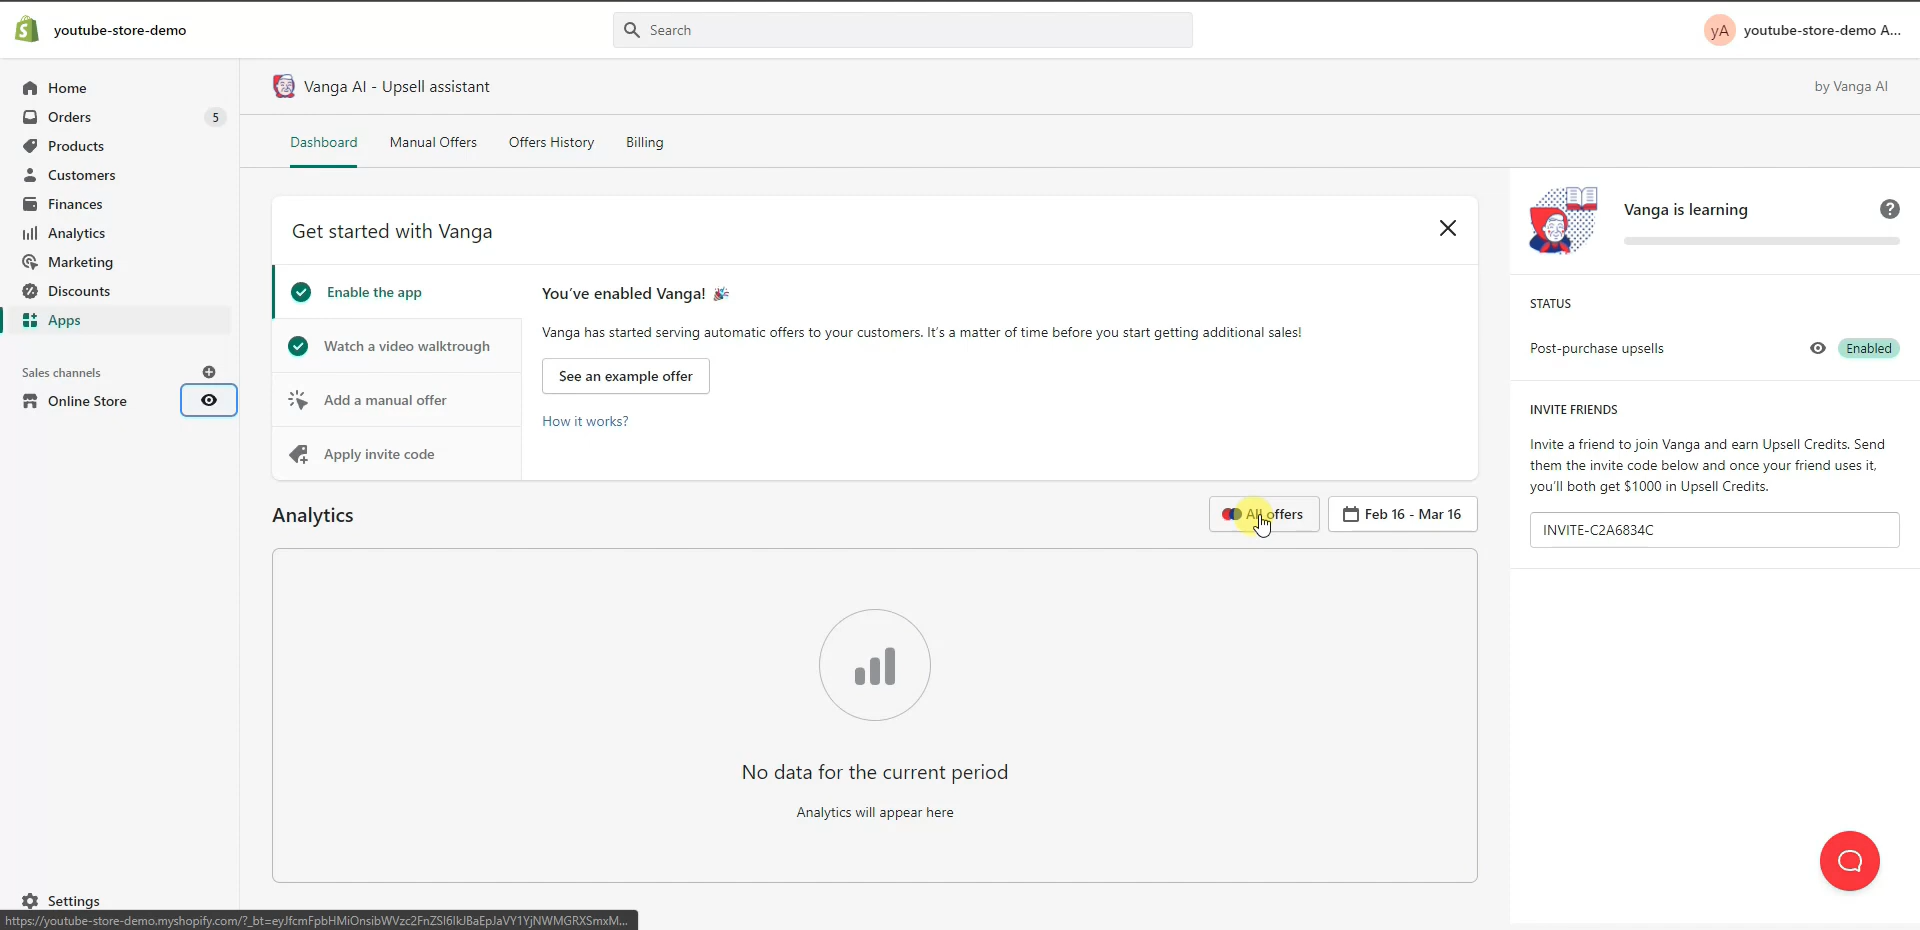 youtube-store-demo
Search
yA
youtube-store-demo A...
Home
Orders
5
Products
Customers
Finances
Analytics
Marketing
Discounts
Apps
Sales channels
Online Store
Settings
Vanga AI - Upsell assistant
by Vanga AI
Dashboard
Manual Offers
Offers History
Billing
Get started with Vanga
Enable the app
Watch a video walktrough
Add a manual offer
Apply invite code
You've enabled Vanga!
Vanga has started serving automatic offers to your customers. It's a matter of time before you start getting additional sales!
See an example offer
How it works?
Analytics
All offers
Feb 16 - Mar 16
No data for the current period
Analytics will appear here
Vanga is learning
?
STATUS
Post-purchase upsells
Enabled
INVITE FRIENDS
Invite a friend to join Vanga and earn Upsell Credits. Send
them the invite code below and once your friend uses it,
you'll both get $1000 in Upsell Credits.
INVITE-C2A6834C